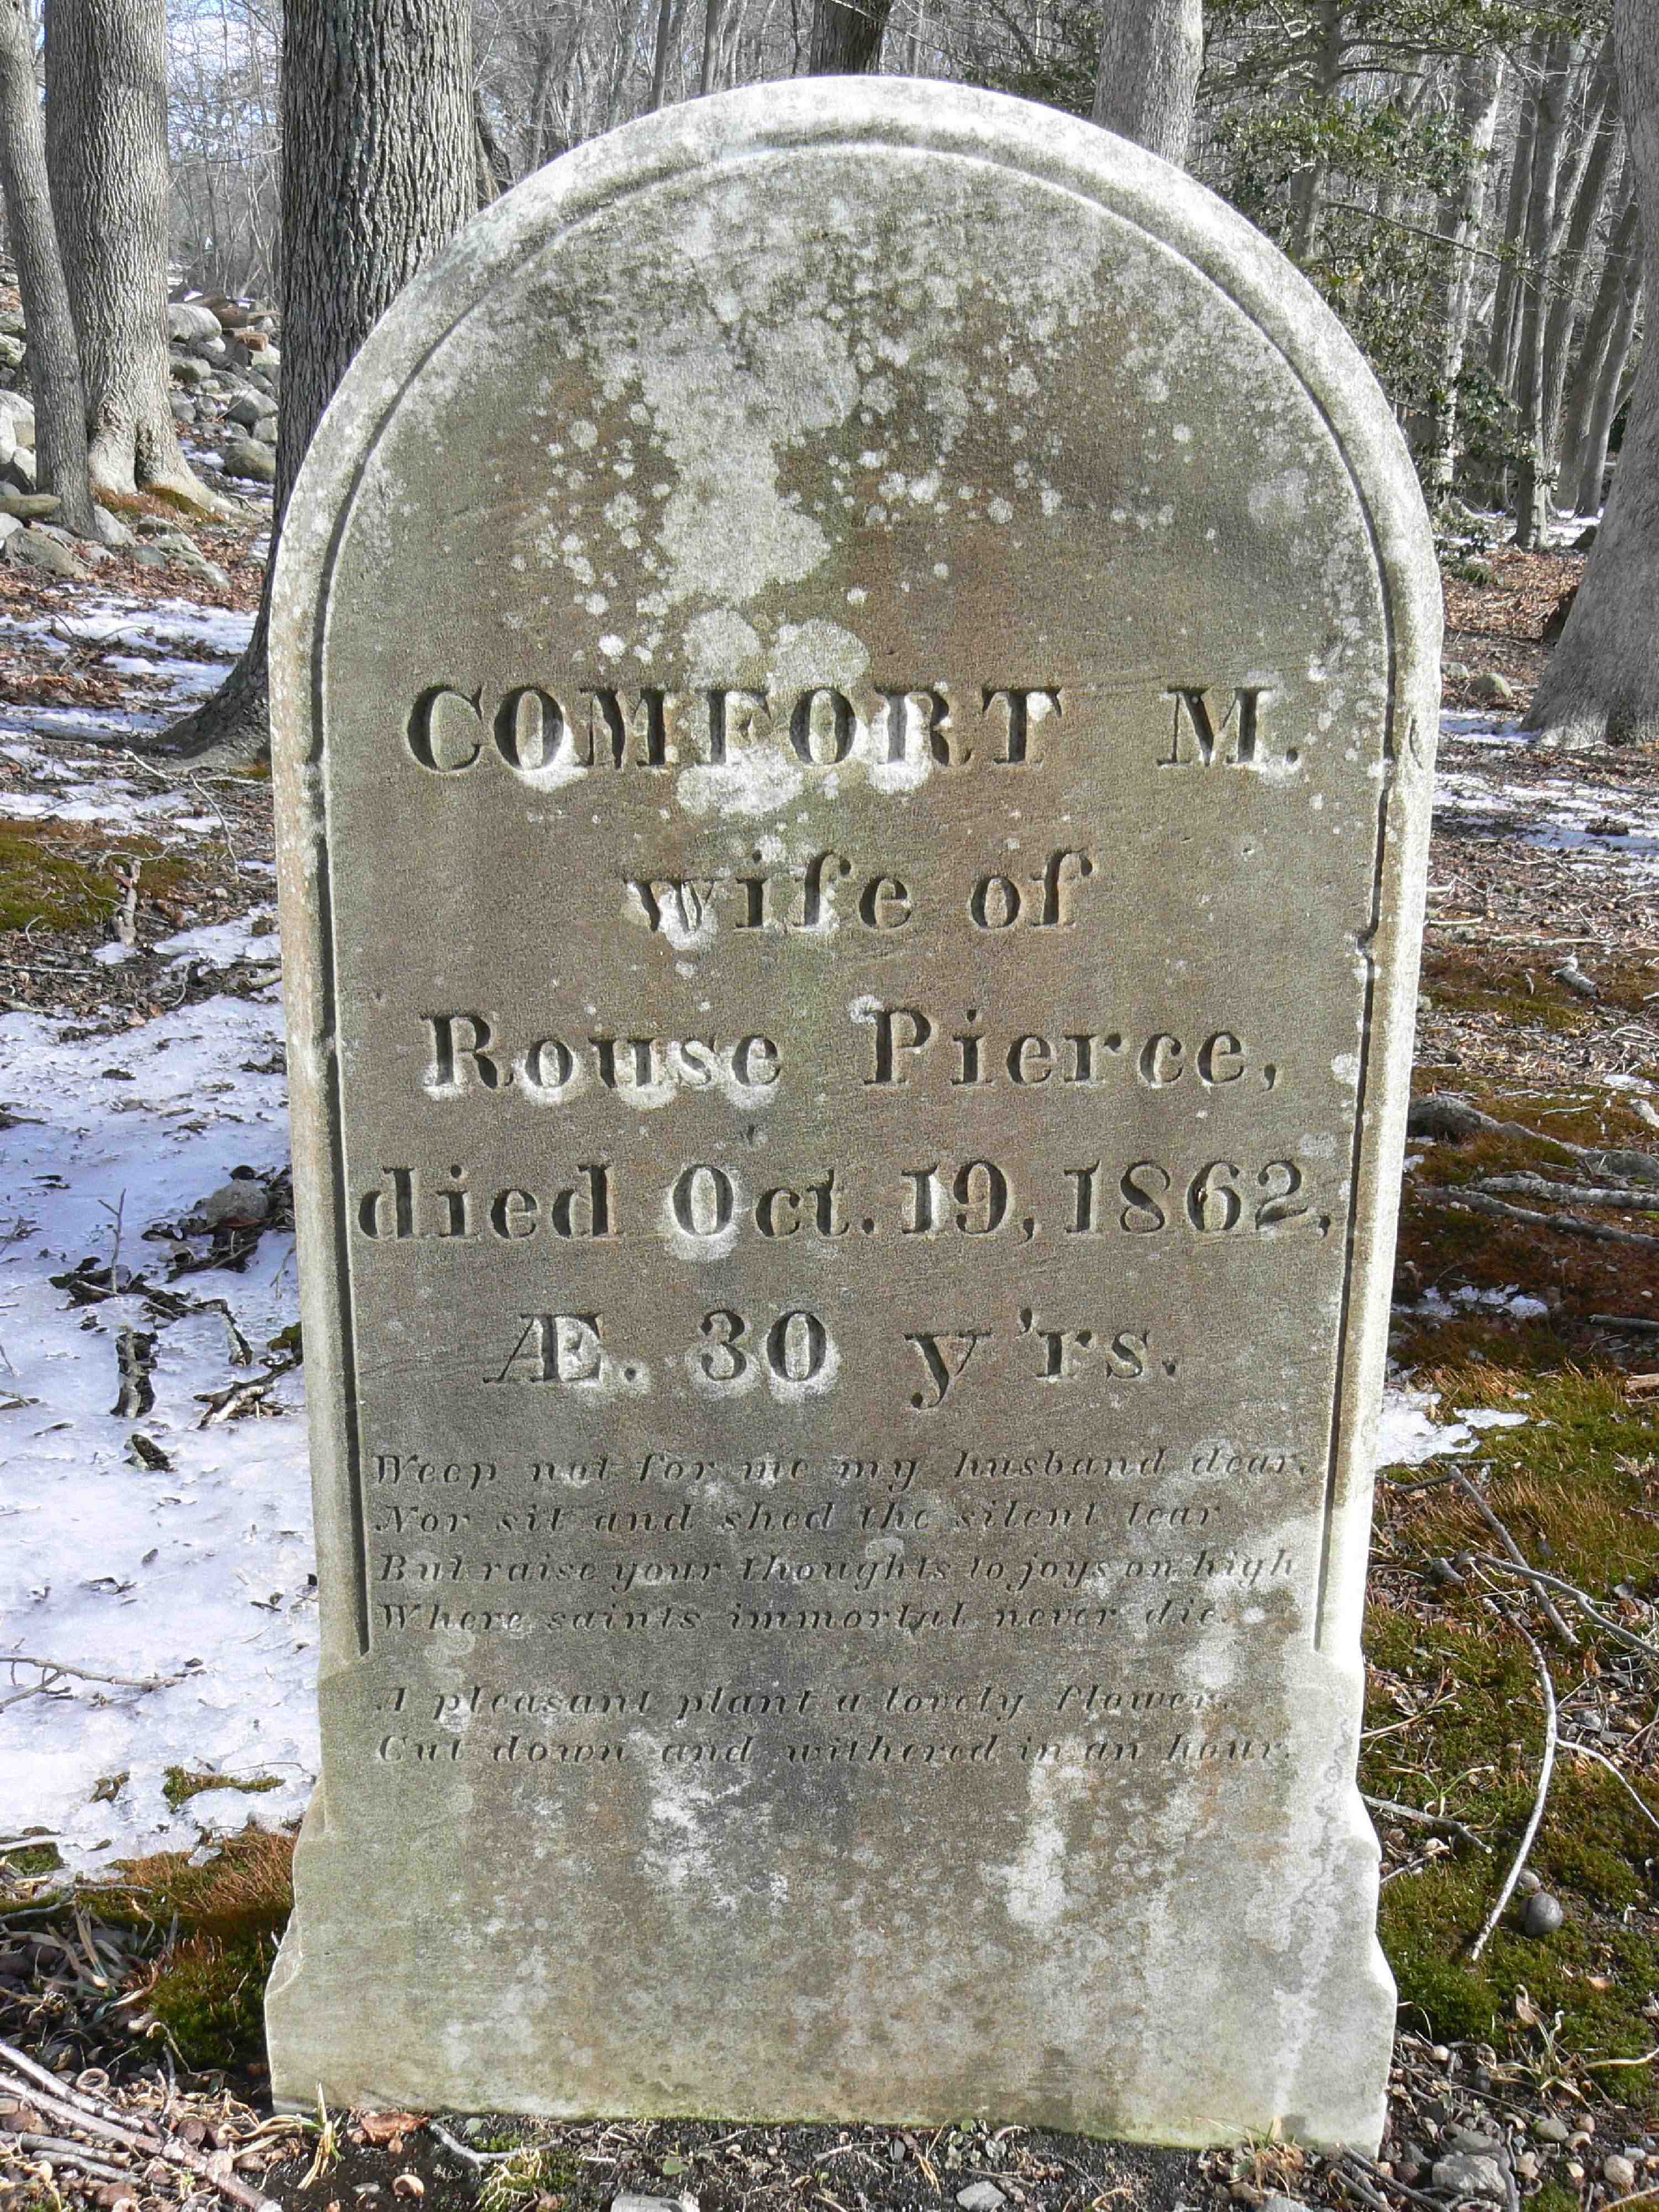 COMFORT M.
wife of
Rouse Pierce,
died Oct. 19, 1862,
Æ. 30 y'rs.
Weep not for me my husband dear,
Nor sit and shed the silent tear
But raise your thoughts to joys on high
Where saints immortal never die.
A pleasant plant a lovely flower,
Cut down and withered in an hour.